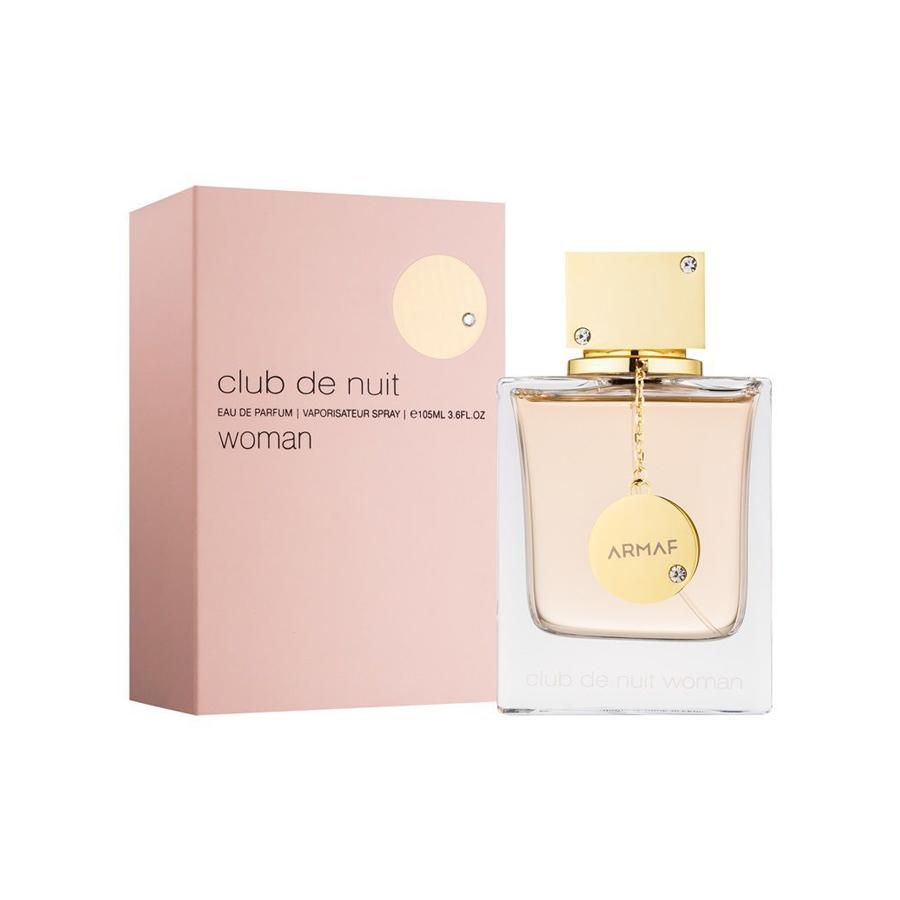 club de nuit
EAU DE PARFUM | VAPORISATEUR SPRAY | ℮105ML 3.6FL.OZ
woman
ARMAF
club de nuit woman